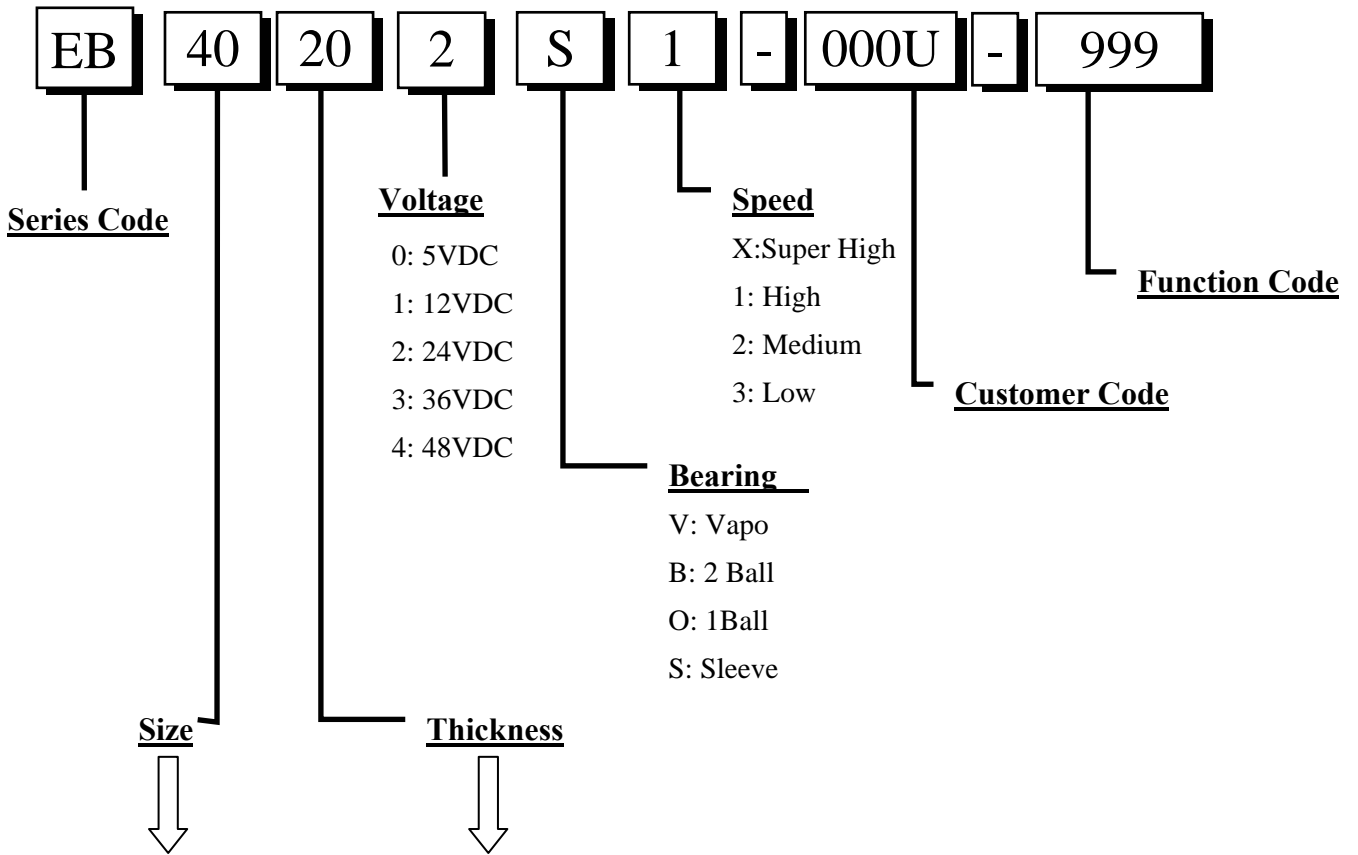 EB 40 20 2 S 1 - 000U - 999
Series Code
Voltage
0: 5VDC
1: 12VDC
2: 24VDC
3: 36VDC
4: 48VDC
Speed
X:Super High
1: High
2: Medium
3: Low
Function Code
Customer Code
Bearing
V: Vapo
B: 2 Ball
O: 1Ball
S: Sleeve
Size
Thickness